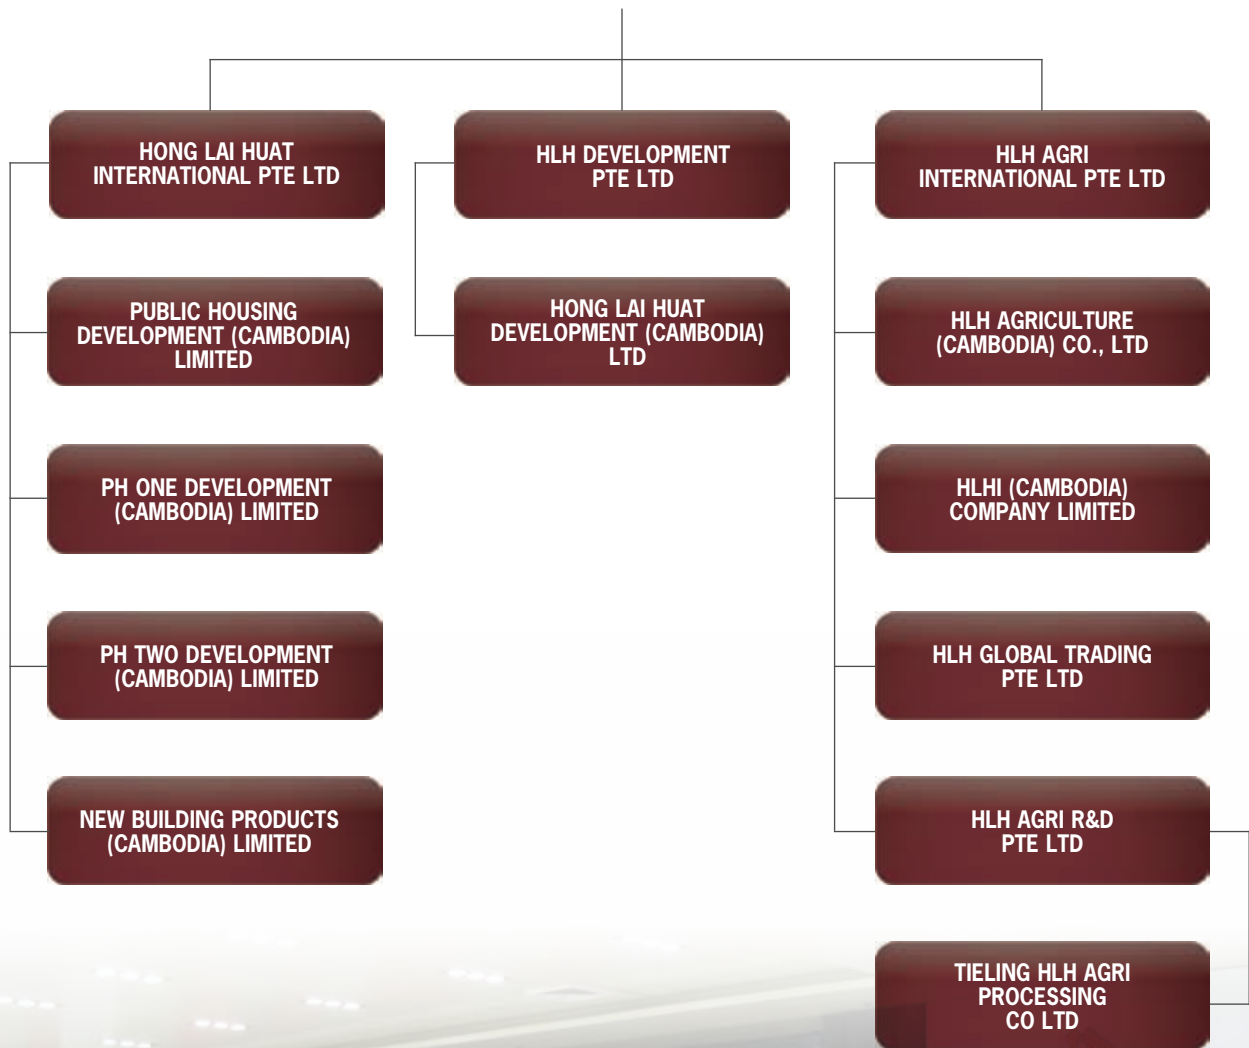 HONG LAI HUAT
INTERNATIONAL PTE LTD
PUBLIC HOUSING
DEVELOPMENT (CAMBODIA)
LIMITED
PH ONE DEVELOPMENT
(CAMBODIA) LIMITED
PH TWO DEVELOPMENT
(CAMBODIA) LIMITED
NEW BUILDING PRODUCTS
(CAMBODIA) LIMITED
HLH DEVELOPMENT
PTE LTD
HONG LAI HUAT
DEVELOPMENT (CAMBODIA)
LTD
HLH AGRI
INTERNATIONAL PTE LTD
HLH AGRICULTURE
(CAMBODIA) CO., LTD
HLHI (CAMBODIA)
COMPANY LIMITED
HLH GLOBAL TRADING
PTE LTD
HLH AGRI R&D
PTE LTD
TIELING HLH AGRI
PROCESSING
CO LTD